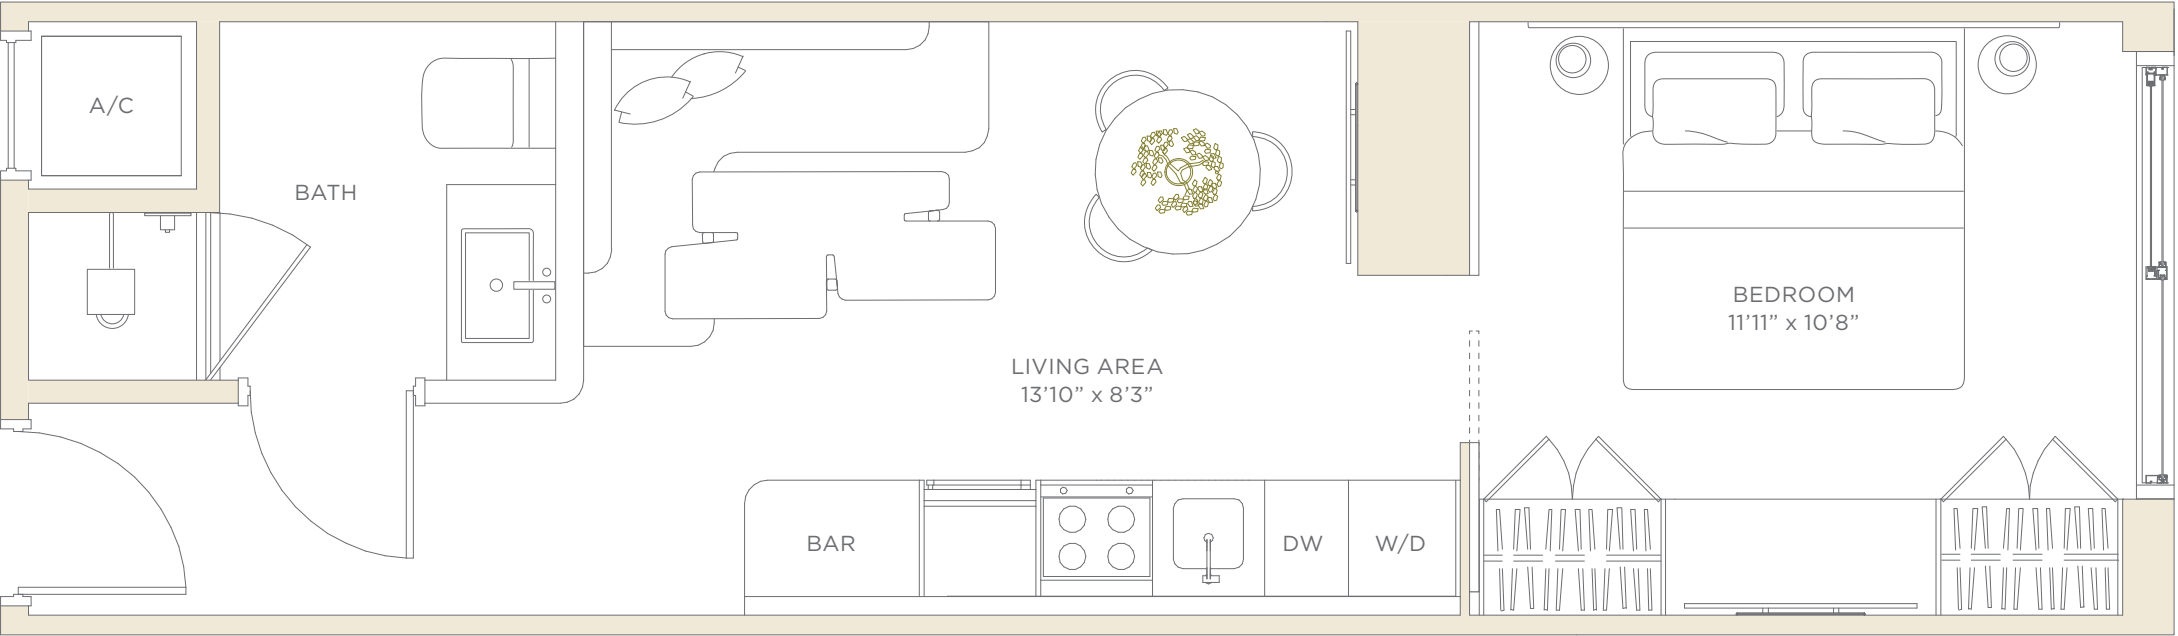 A/C
BATH
BEDROOM
11’11” x 10’8”
LIVING AREA
13’10” x 8’3”
BAR
DW
W/D